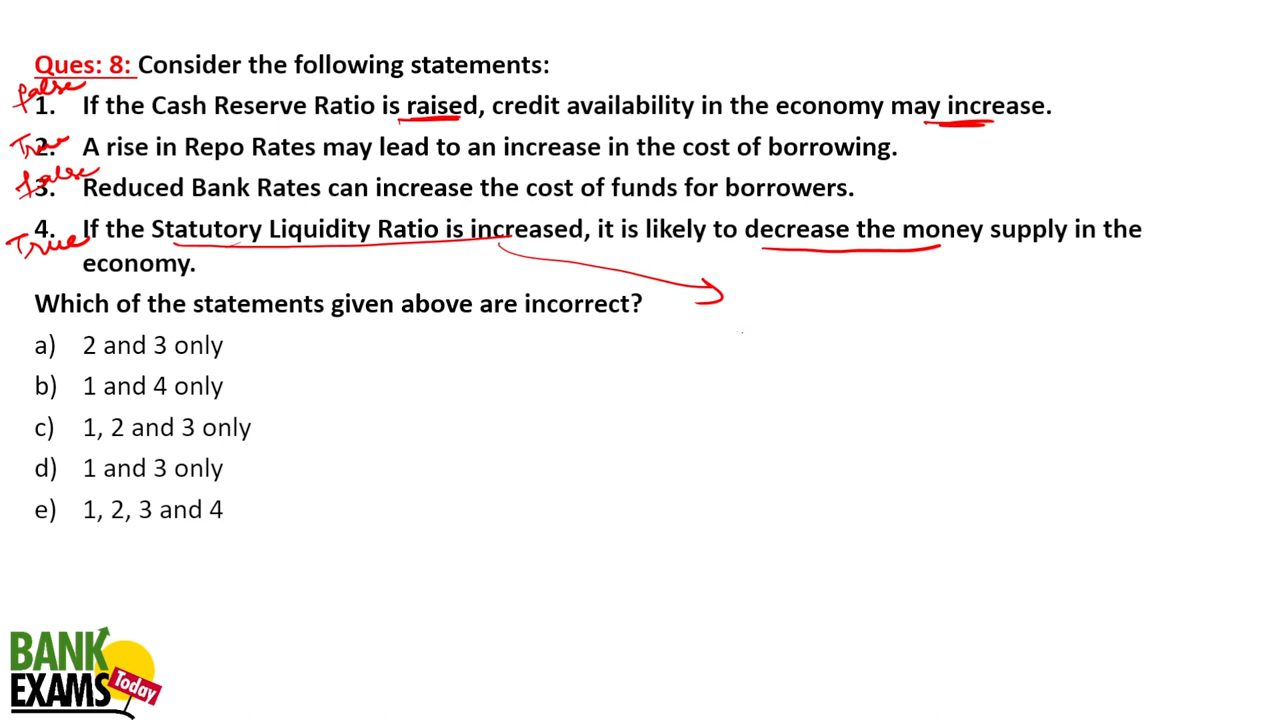 Ques: 8: Consider the following statements:
false
1. If the Cash Reserve Ratio is raised, credit availability in the economy may increase.
True
2. A rise in Repo Rates may lead to an increase in the cost of borrowing.
false
3. Reduced Bank Rates can increase the cost of funds for borrowers.
True
4. If the Statutory Liquidity Ratio is increased, it is likely to decrease the money supply in the
economy.
Which of the statements given above are incorrect?
a) 2 and 3 only
b) 1 and 4 only
c) 1, 2 and 3 only
d) 1 and 3 only
e) 1, 2, 3 and 4
BANK
EXAMS
Today